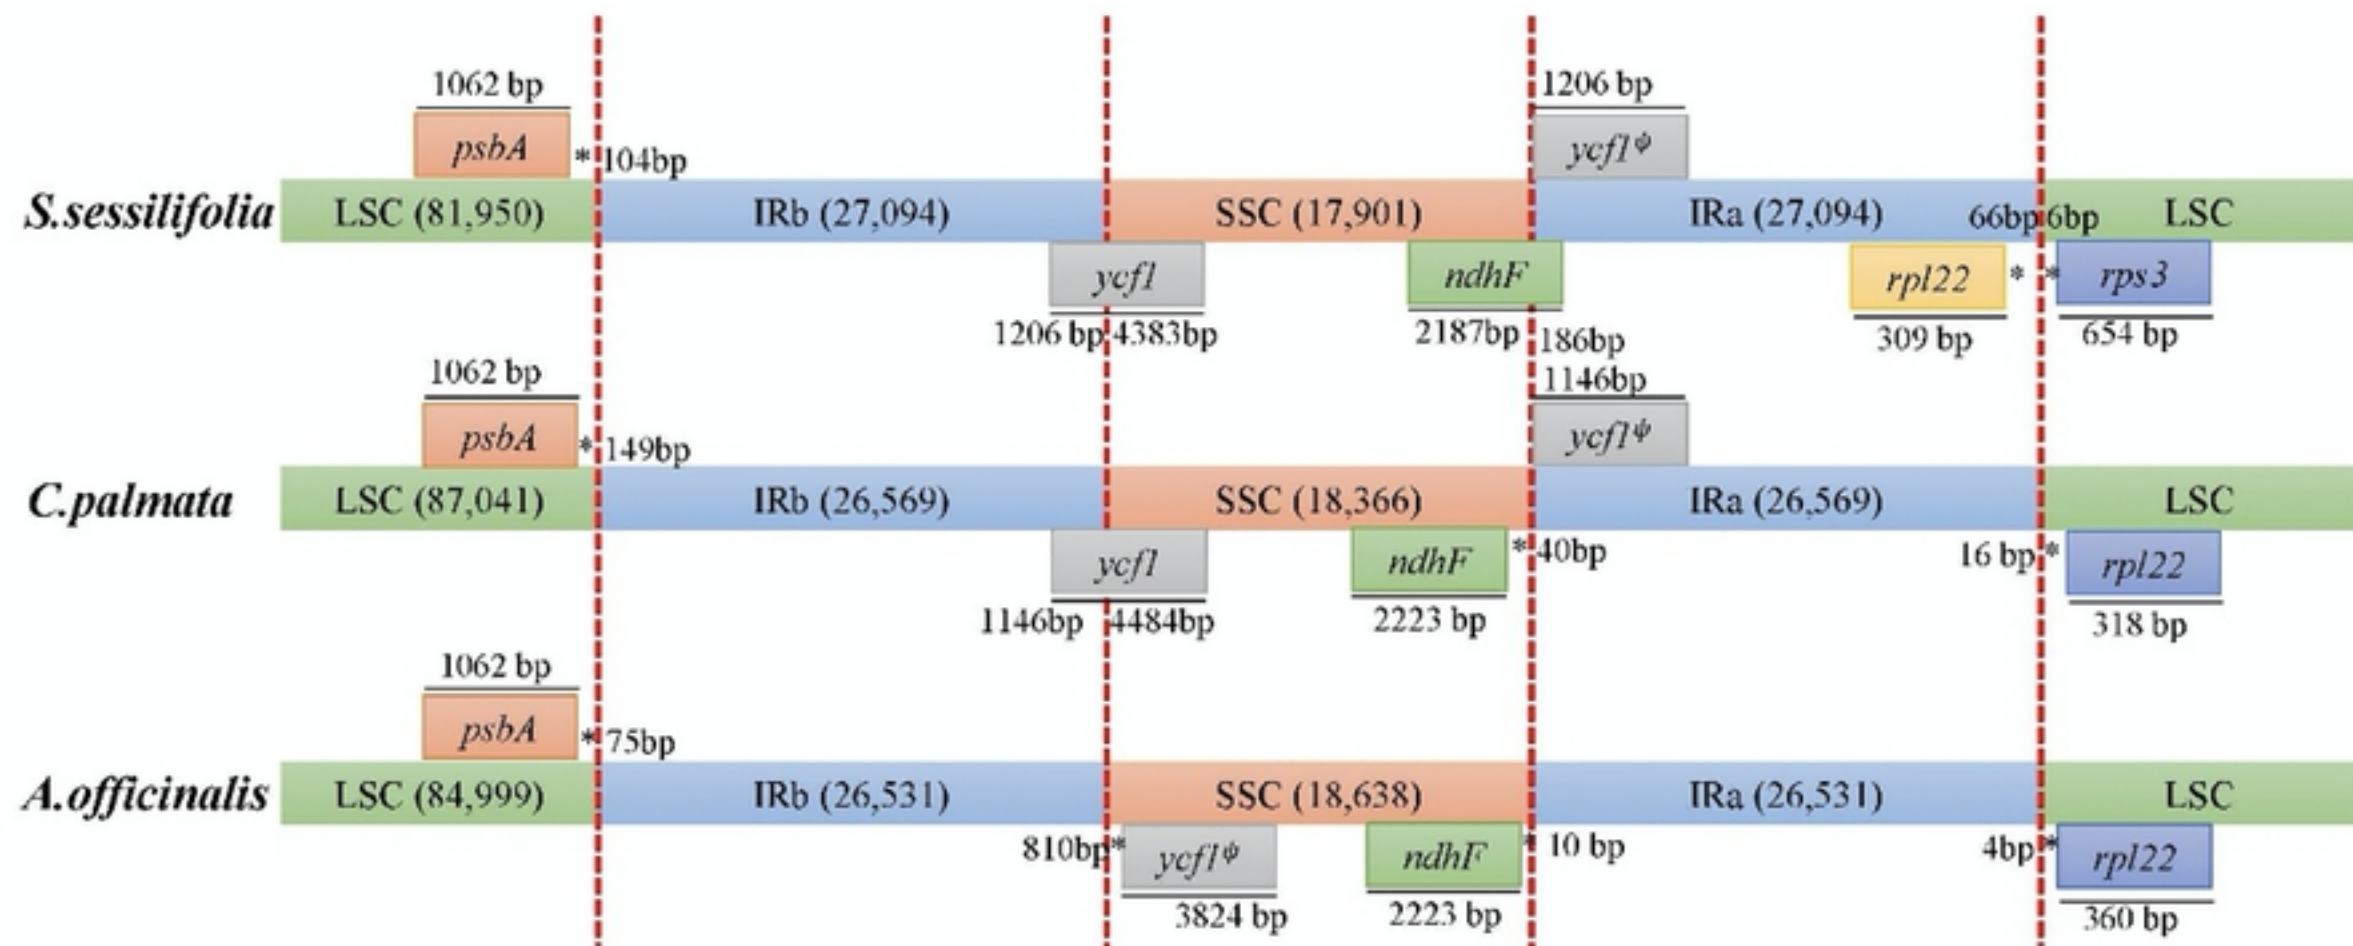 1062 bp
1206 bp
psbA
ycf1ψ
* 104bp
S.sessilifolia
LSC (81,950)
IRb (27,094)
SSC (17,901)
IRa (27,094)
66bp 6bp
LSC
ycf1
ndhF
rpl22
* *
rps3
1206 bp 4383bp
2187bp
186bp
309 bp
654 bp
1062 bp
1146bp
psbA
ycf1ψ
* 149bp
C.palmata
LSC (87,041)
IRb (26,569)
SSC (18,366)
IRa (26,569)
LSC
ycf1
ndhF
* 40bp
16 bp *
rpl22
1146bp 4484bp
2223 bp
318 bp
1062 bp
psbA
* 75bp
A.officinalis
LSC (84,999)
IRb (26,531)
SSC (18,638)
IRa (26,531)
LSC
810bp *
ycf1ψ
ndhF
* 10 bp
4bp *
rpl22
3824 bp
2223 bp
360 bp